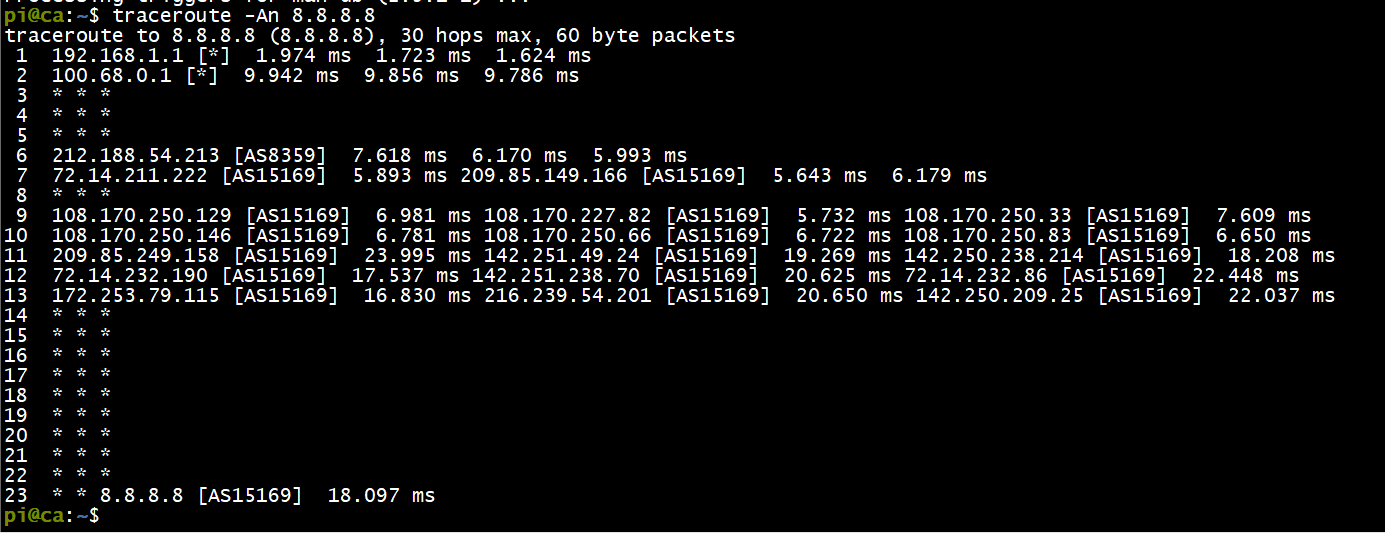 pi@ca:~$ traceroute -An 8.8.8.8
traceroute to 8.8.8.8 (8.8.8.8), 30 hops max, 60 byte packets
1 192.168.1.1 [*] 1.974 ms 1.723 ms 1.624 ms
2 100.68.0.1 [*] 9.942 ms 9.856 ms 9.786 ms
3 * * *
4 * * *
5 * * *
6 212.188.54.213 [AS8359] 7.618 ms 6.170 ms 5.993 ms
7 72.14.211.222 [AS15169] 5.893 ms 209.85.149.166 [AS15169] 5.643 ms 6.179 ms
8 * * *
9 108.170.250.129 [AS15169] 6.981 ms 108.170.227.82 [AS15169] 5.732 ms 108.170.250.33 [AS15169] 7.609 ms
10 108.170.250.146 [AS15169] 6.781 ms 108.170.250.66 [AS15169] 6.722 ms 108.170.250.83 [AS15169] 6.650 ms
11 209.85.249.158 [AS15169] 23.995 ms 142.251.49.24 [AS15169] 19.269 ms 142.250.238.214 [AS15169] 18.208 ms
12 72.14.232.190 [AS15169] 17.537 ms 142.251.238.70 [AS15169] 20.625 ms 72.14.232.86 [AS15169] 22.448 ms
13 172.253.79.115 [AS15169] 16.830 ms 216.239.54.201 [AS15169] 20.650 ms 142.250.209.25 [AS15169] 22.037 ms
14 * * *
15 * * *
16 * * *
17 * * *
18 * * *
19 * * *
20 * * *
21 * * *
22 * * *
23 * * 8.8.8.8 [AS15169] 18.097 ms
pi@ca:~$